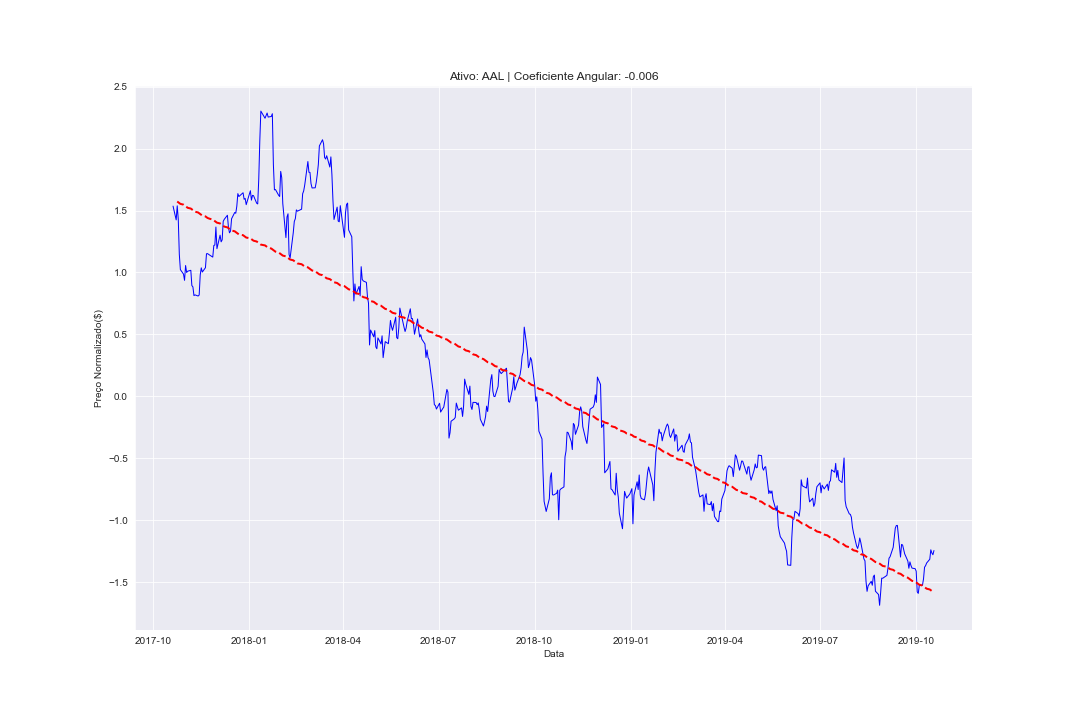 Ativo: AAL | Coeficiente Angular: -0.006
2.5
2.0
1.5
1.0
0.5
0.0
−0.5
−1.0
−1.5
Preço Normalizado($)
2017-10 2018-01 2018-04 2018-07 2018-10 2019-01 2019-04 2019-07 2019-10
Data